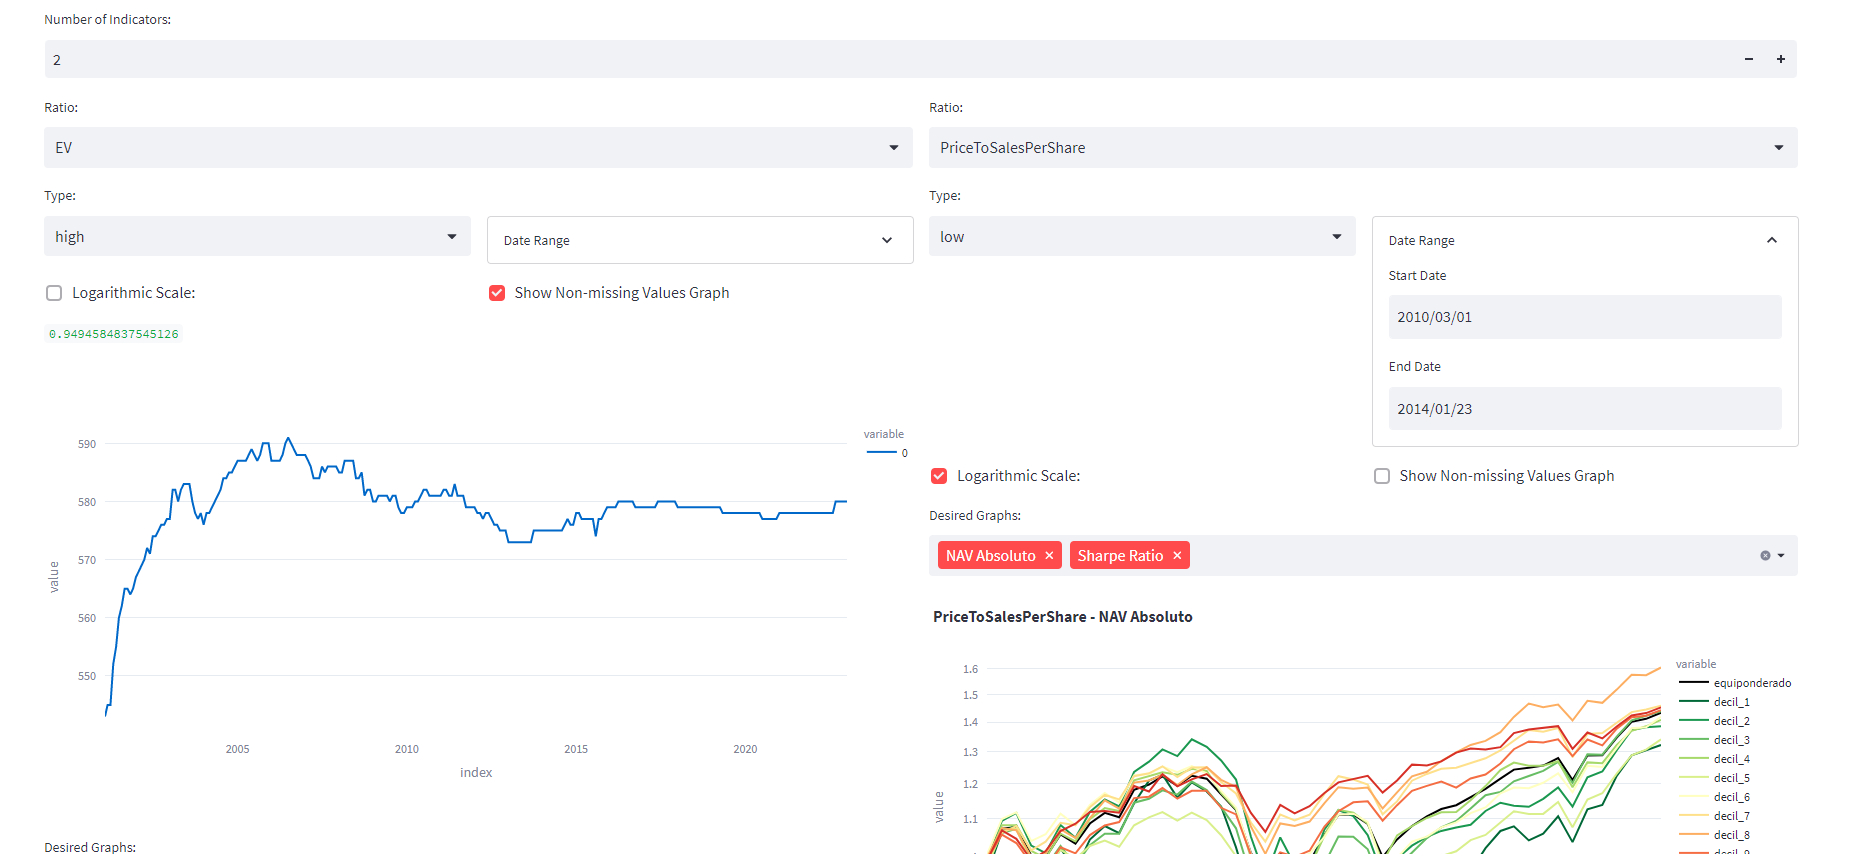 Number of Indicators:
2
Ratio:
EV
Type:
high
Date Range
Logarithmic Scale:
Show Non-missing Values Graph
0.9494584837545126
variable
0
590
580
570
560
550
value
2005
2010
2015
2020
index
Desired Graphs:
Ratio:
PriceToSalesPerShare
Type:
low
Date Range
Start Date
2010/03/01
End Date
2014/01/23
Logarithmic Scale:
Show Non-missing Values Graph
Desired Graphs:
NAV Absoluto
Sharpe Ratio
PriceToSalesPerShare - NAV Absoluto
1.6
1.5
1.4
1.3
1.2
1.1
value
variable
equiponderado
decil_1
decil_2
decil_3
decil_4
decil_5
decil_6
decil_7
decil_8